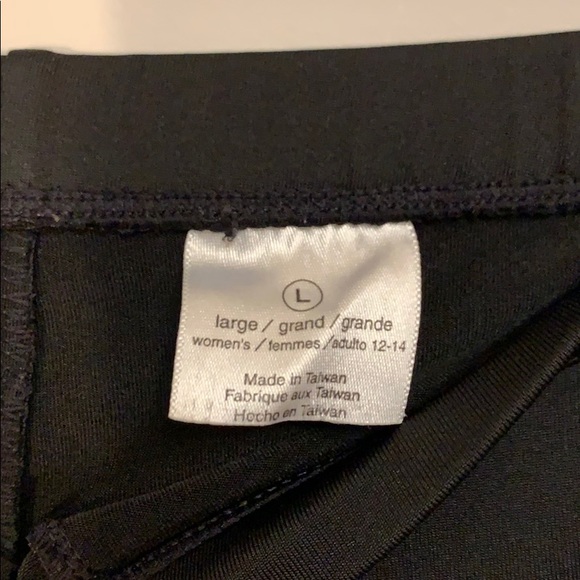 L
large / grand / grande
women's / femmes / adulto 12-14
Made in Taiwan
Fabrique aux Taiwan
Hecho en Taiwan